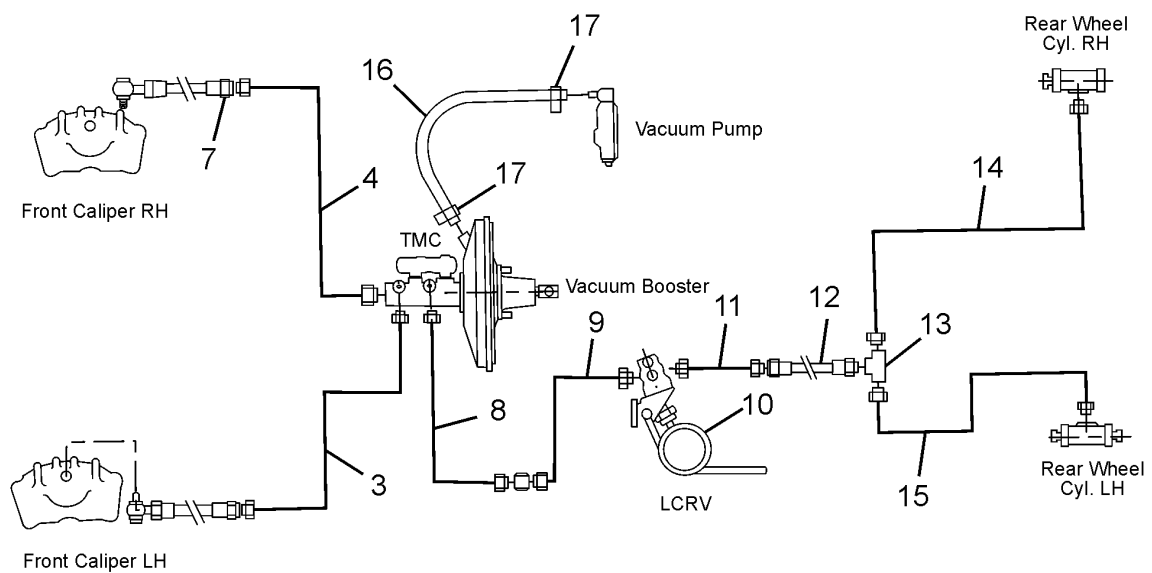 17
Rear Wheel
Cyl. RH
16
Vacuum Pump
7
4
17
14
Front Caliper RH
TMC
Vacuum Booster
9
11
12
13
8
10
3
15
Rear Wheel
Cyl. LH
LCRV
Front Caliper LH